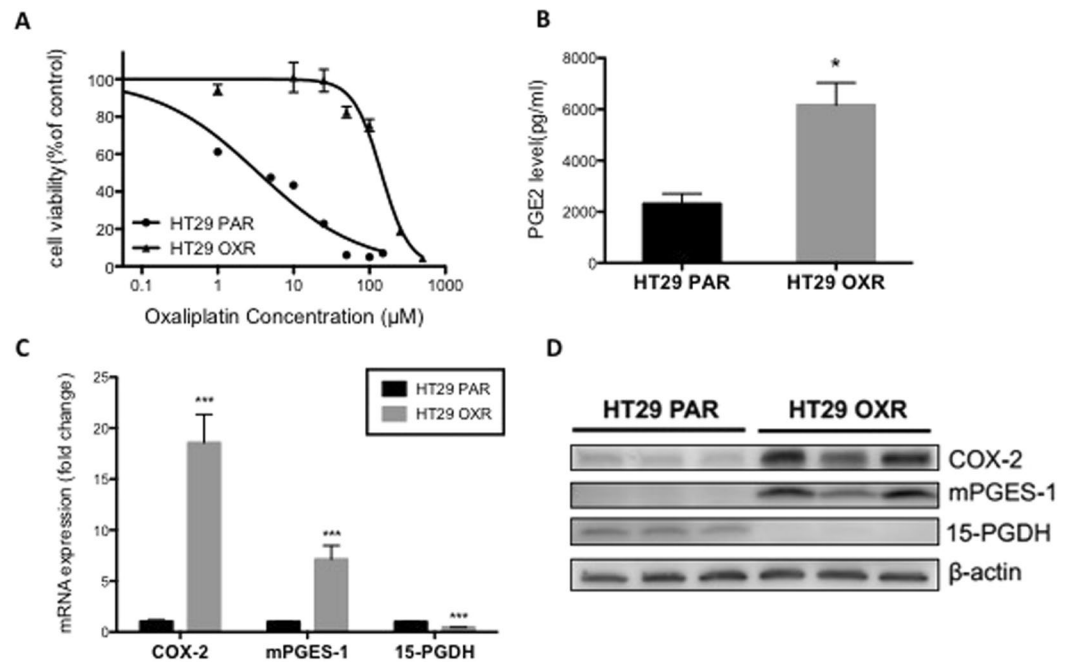 A
cell viability(%of control)
100
80
60
40
20
0
HT29 PAR
HT29 OXR
0.1
1
10
100
1000
Oxaliplatin Concentration (μM)
B
PGE2 level(pg/ml)
8000
6000
4000
2000
0
*
HT29 PAR
HT29 OXR
C
mRNA expression (fold change)
25
20
15
10
5
0
***
***
***
HT29 PAR
HT29 OXR
COX-2
mPGES-1
15-PGDH
D
HT29 PAR
HT29 OXR
COX-2
mPGES-1
15-PGDH
β-actin